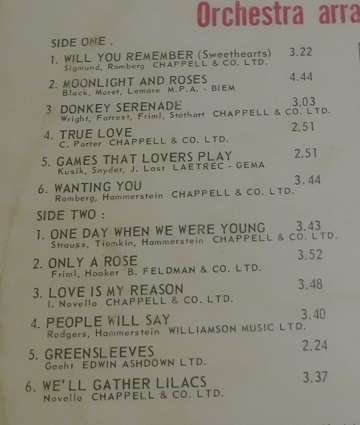 Orchestra arra
SIDE ONE .
1. WILL YOU REMEMBER (Sweethearts) 3.22
Sigmund, Romberg CHAPPELL & CO. LTD.
2. MOONLIGHT AND ROSES 4.44
Black, Moret, Lemare M.P.A. - BIEM
3 DONKEY SERENADE 3,03
Wright, Forrest, Friml, Stothart CHAPPELL & CO. LTD.
4. TRUE LOVE 2.51
C. Porter CHAPPELL & CO. LTD.
5. GAMES THAT LOVERS PLAY 2.51
Kusik, Snyder, J. Last LAETREC - GEMA
6. WANTING YOU 3.44
Romberg, Hammerstein CHAPPELL & CO. LTD.
SIDE TWO :
1. ONE DAY WHEN WE WERE YOUNG 3.43
Strauss, Tiomkin, Hammerstein CHAPPELL & CO. LTD.
2. ONLY A ROSE 3.52
Friml, Hooker B. FELDMAN & CO. LTD.
3. LOVE IS MY REASON 3.48
I. Novello CHAPPELL & CO. LTD.
4. PEOPLE WILL SAY 3.40
Rodgers, Hammerstein WILLIAMSON MUSIC LTD.
5. GREENSLEEVES 2.24
Geeht EDWIN ASHDOWN LTD.
6. WE'LL GATHER LILACS 3.37
Novello CHAPPELL & CO. LTD.